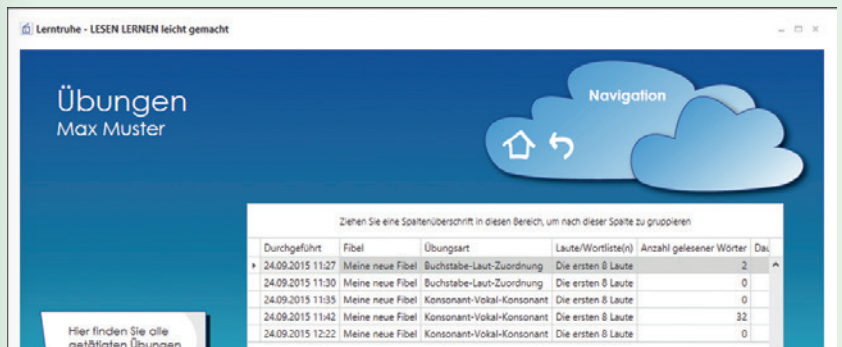 Lerntruhe - LESEN LERNEN leicht gemacht
Übungen
Max Muster
Navigation
Ziehen Sie eine Spaltenüberschrift in diesen Bereich, um nach dieser Spalte zu gruppieren
Durchgeführt Fibel Übungsart Laute/Wortliste(n) Anzahl gelesener Wörter Dau
24.09.2015 11:27 Meine neue Fibel Buchstabe-Laut-Zuordnung Die ersten 8 Laute 2
24.09.2015 11:30 Meine neue Fibel Buchstabe-Laut-Zuordnung Die ersten 8 Laute 0
24.09.2015 11:35 Meine neue Fibel Konsonant-Vokal-Konsonant Die ersten 8 Laute 0
24.09.2015 11:42 Meine neue Fibel Konsonant-Vokal-Konsonant Die ersten 8 Laute 32
24.09.2015 12:22 Meine neue Fibel Konsonant-Vokal-Konsonant Die ersten 8 Laute 0
Hier finden Sie alle
getätigten Übungen